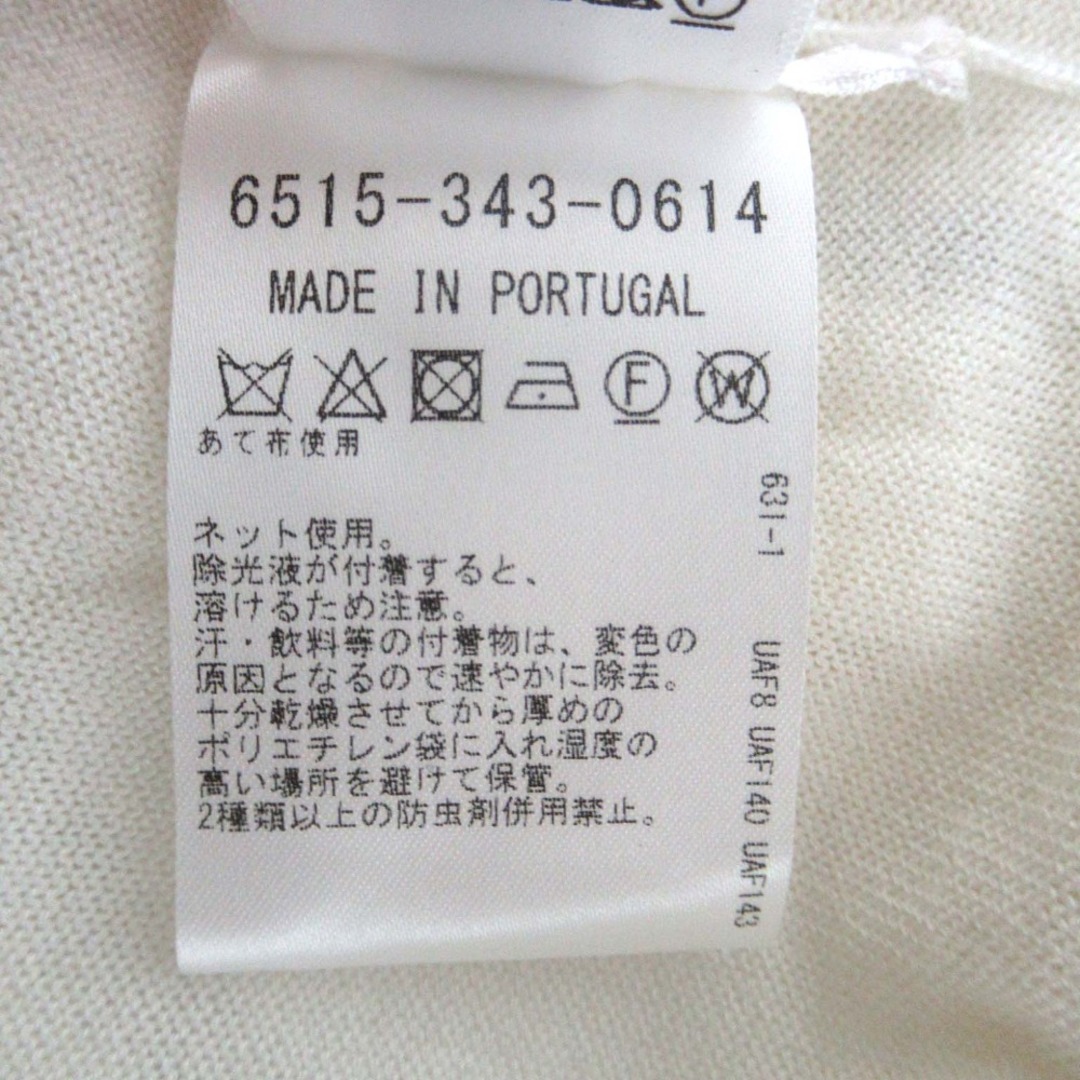 6515-343-0614
MADE IN PORTUGAL
F
W
あて布使用
ネット使用。
除光液が付着すると、
溶けるため注意。
汗・飲料等の付着物は、変色の
原因となるので速やかに除去。
十分乾燥させてから厚めの
ポリエチレン袋に入れ湿度の
高い場所を避けて保管。
2種類以上の防虫剤併用禁止。
631-1
UAF8 UAF140 UAF143